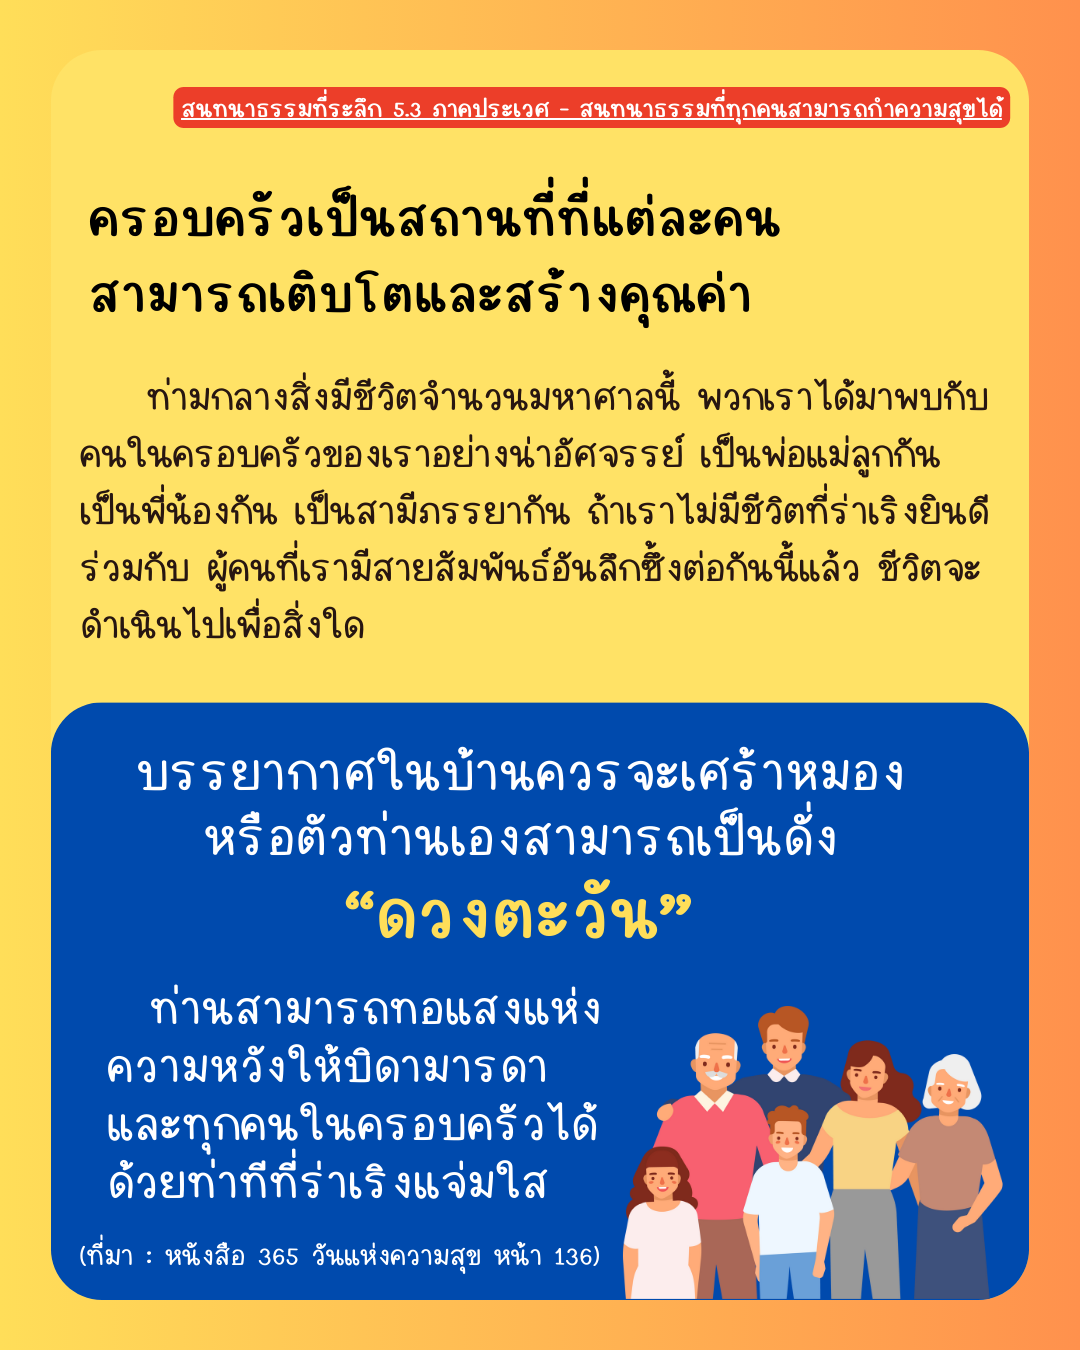 สนทนาธรรมที่ระลึก 5.3 ภาคประเวศ - สนทนาธรรมที่ทุกคนสามารถกำความสุขได้
ครอบครัวเป็นสถานที่ที่แต่ละคน
สามารถเติบโตและสร้างคุณค่า
ท่ามกลางสิ่งมีชีวิตจำนวนมหาศาลนี้ พวกเราได้มาพบกับ
คนในครอบครัวของเราอย่างน่าอัศจรรย์ เป็นพ่อแม่ลูกกัน
เป็นพี่น้องกัน เป็นสามีภรรยากัน ถ้าเราไม่มีชีวิตที่ร่าเริงยินดี
ร่วมกับ ผู้คนที่เรามีสายสัมพันธ์อันลึกซึ้งต่อกันนี้แล้ว ชีวิตจะ
ดำเนินไปเพื่อสิ่งใด
บรรยากาศในบ้านควรจะเศร้าหมอง
หรือตัวท่านเองสามารถเป็นดั่ง
“ดวงตะวัน”
ท่านสามารถทอแสงแห่ง
ความหวังให้บิดามารดา
และทุกคนในครอบครัวได้
ด้วยท่าทีที่ร่าเริงแจ่มใส
(ที่มา : หนังสือ 365 วันแห่งความสุข หน้า 136)